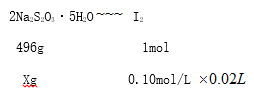 2Na₂S₂O₃·5H₂O~~~ I₂
496g 1mol
Xg 0.10mol/L ×0.02L